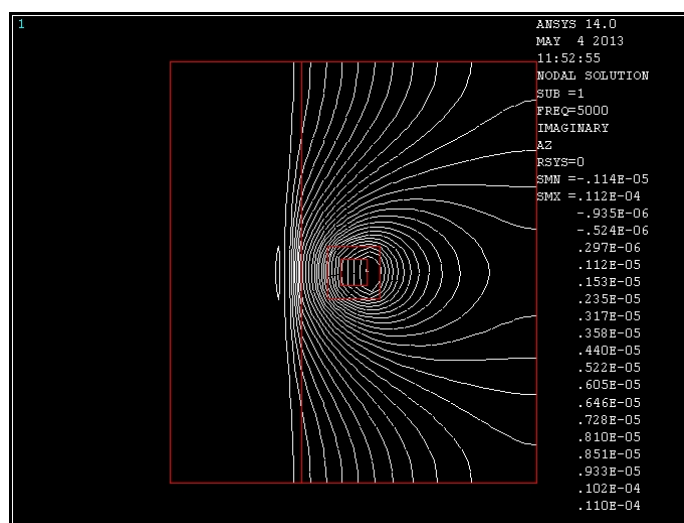 1
ANSYS 14.0
MAY 4 2013
11:52:55
NODAL SOLUTION
SUB =1
FREQ=5000
IMAGINARY
AZ
RSYS=0
SMN =-.114E-05
SMX =.112E-04
-.935E-06
-.524E-06
.297E-06
.112E-05
.153E-05
.235E-05
.317E-05
.358E-05
.440E-05
.522E-05
.605E-05
.646E-05
.728E-05
.810E-05
.851E-05
.933E-05
.102E-04
.110E-04